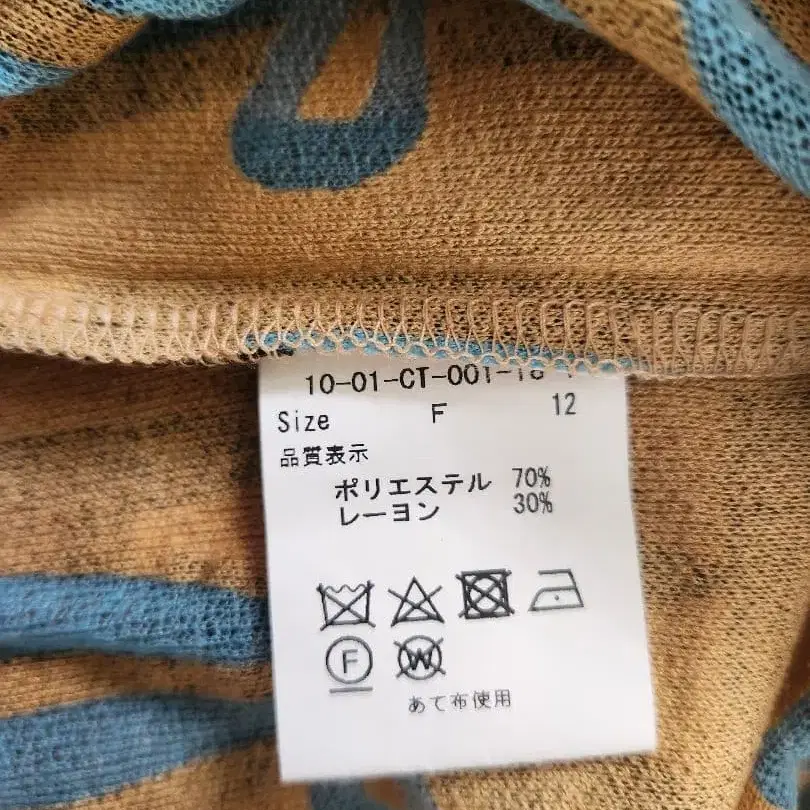 10-01-CT-001-
Size F 12
品質表示
ポリエステル 70%
レーヨン 30%
F W
あて布使用